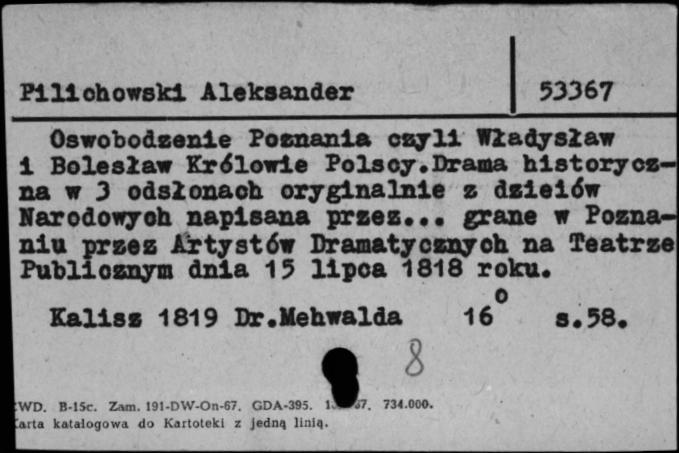 Pilichowski Aleksander 53367
Oswobodzenie Poznania czyli Władysław
i Bolesław Królowie Polscy.Drama historycz-
na w 3 odsłonach oryginalnie z dzieiów
Narodowych napisana przez... grane w Pozna-
niu przez Artystów Dramatycznych na Teatrze
Publicznym dnia 15 lipca 1818 roku.
Kalisz 1819 Dr.Mehwalda 16⁰ s.58.
8
WD. B-15c. Zam. 191-DW-On-67. GDA-395. 67. 734.000.
Karta katalogowa do Kartoteki z jedną linią.